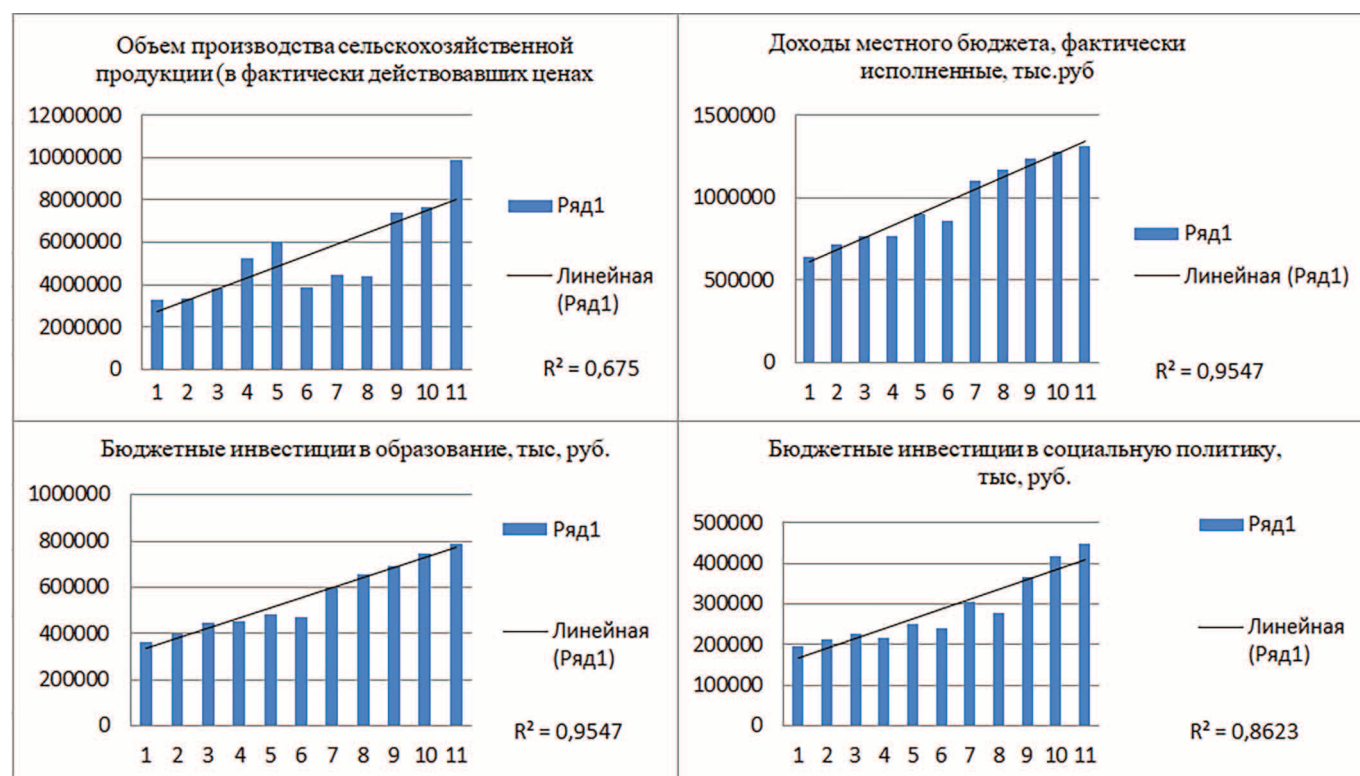 Объем производства сельскохозяйственной
продукции (в фактически действовавших ценах
12000000
10000000
8000000
6000000
4000000
2000000
0
1 2 3 4 5 6 7 8 9 10 11
Ряд1
Линейная
(Ряд1)
R² = 0,675
Доходы местного бюджета, фактически
исполненные, тыс.руб
1500000
1000000
500000
0
1 2 3 4 5 6 7 8 9 10 11
Ряд1
Линейная (Ряд1)
R² = 0,9547
Бюджетные инвестиции в образование, тыс, руб.
1000000
800000
600000
400000
200000
0
1 2 3 4 5 6 7 8 9 10 11
Ряд1
Линейная
(Ряд1)
R² = 0,9547
Бюджетные инвестиции в социальную политику,
тыс, руб.
500000
400000
300000
200000
100000
0
1 2 3 4 5 6 7 8 9 10 11
Ряд1
Линейная
(Ряд1)
R² = 0,8623